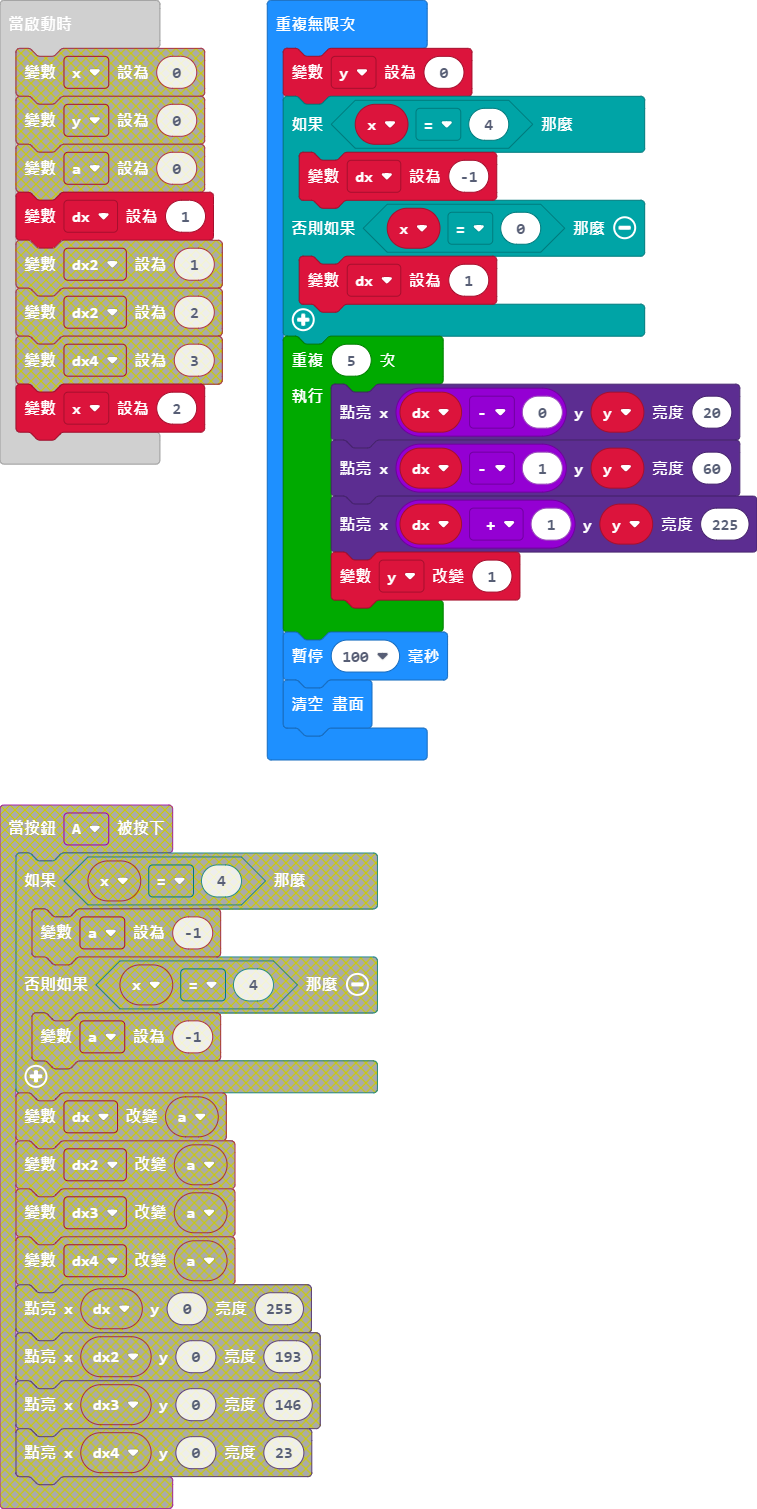 當啟動時
變數 x 設為 0
變數 y 設為 0
變數 a 設為 0
變數 dx 設為 1
變數 dx2 設為 1
變數 dx2 設為 2
變數 dx4 設為 3
變數 x 設為 2
重複無限次
變數 y 設為 0
如果 x = 4 那麼
變數 dx 設為 -1
否則如果 x = 0 那麼
變數 dx 設為 1
重複 5 次
執行
點亮 x dx - 0 y y 亮度 20
點亮 x dx - 1 y y 亮度 60
點亮 x dx + 1 y y 亮度 225
變數 y 改變 1
暫停 100 毫秒
清空 畫面
當按鈕 A 被按下
如果 x = 4 那麼
變數 a 設為 -1
否則如果 x = 4 那麼
變數 a 設為 -1
變數 dx 改變 a
變數 dx2 改變 a
變數 dx3 改變 a
變數 dx4 改變 a
點亮 x dx y 0 亮度 255
點亮 x dx2 y 0 亮度 193
點亮 x dx3 y 0 亮度 146
點亮 x dx4 y 0 亮度 23